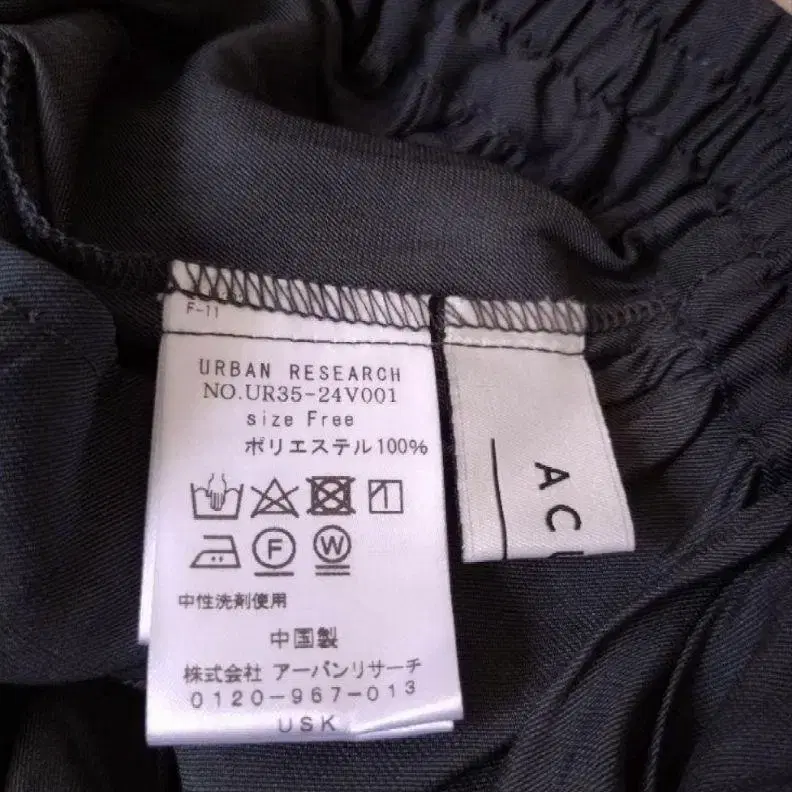 F-11
URBAN RESEARCH
NO.UR35-24V001
size Free
ポリエステル100%
F W
中性洗剤使用
中国製
株式会社 アーバンリサーチ
0120-967-013
USK